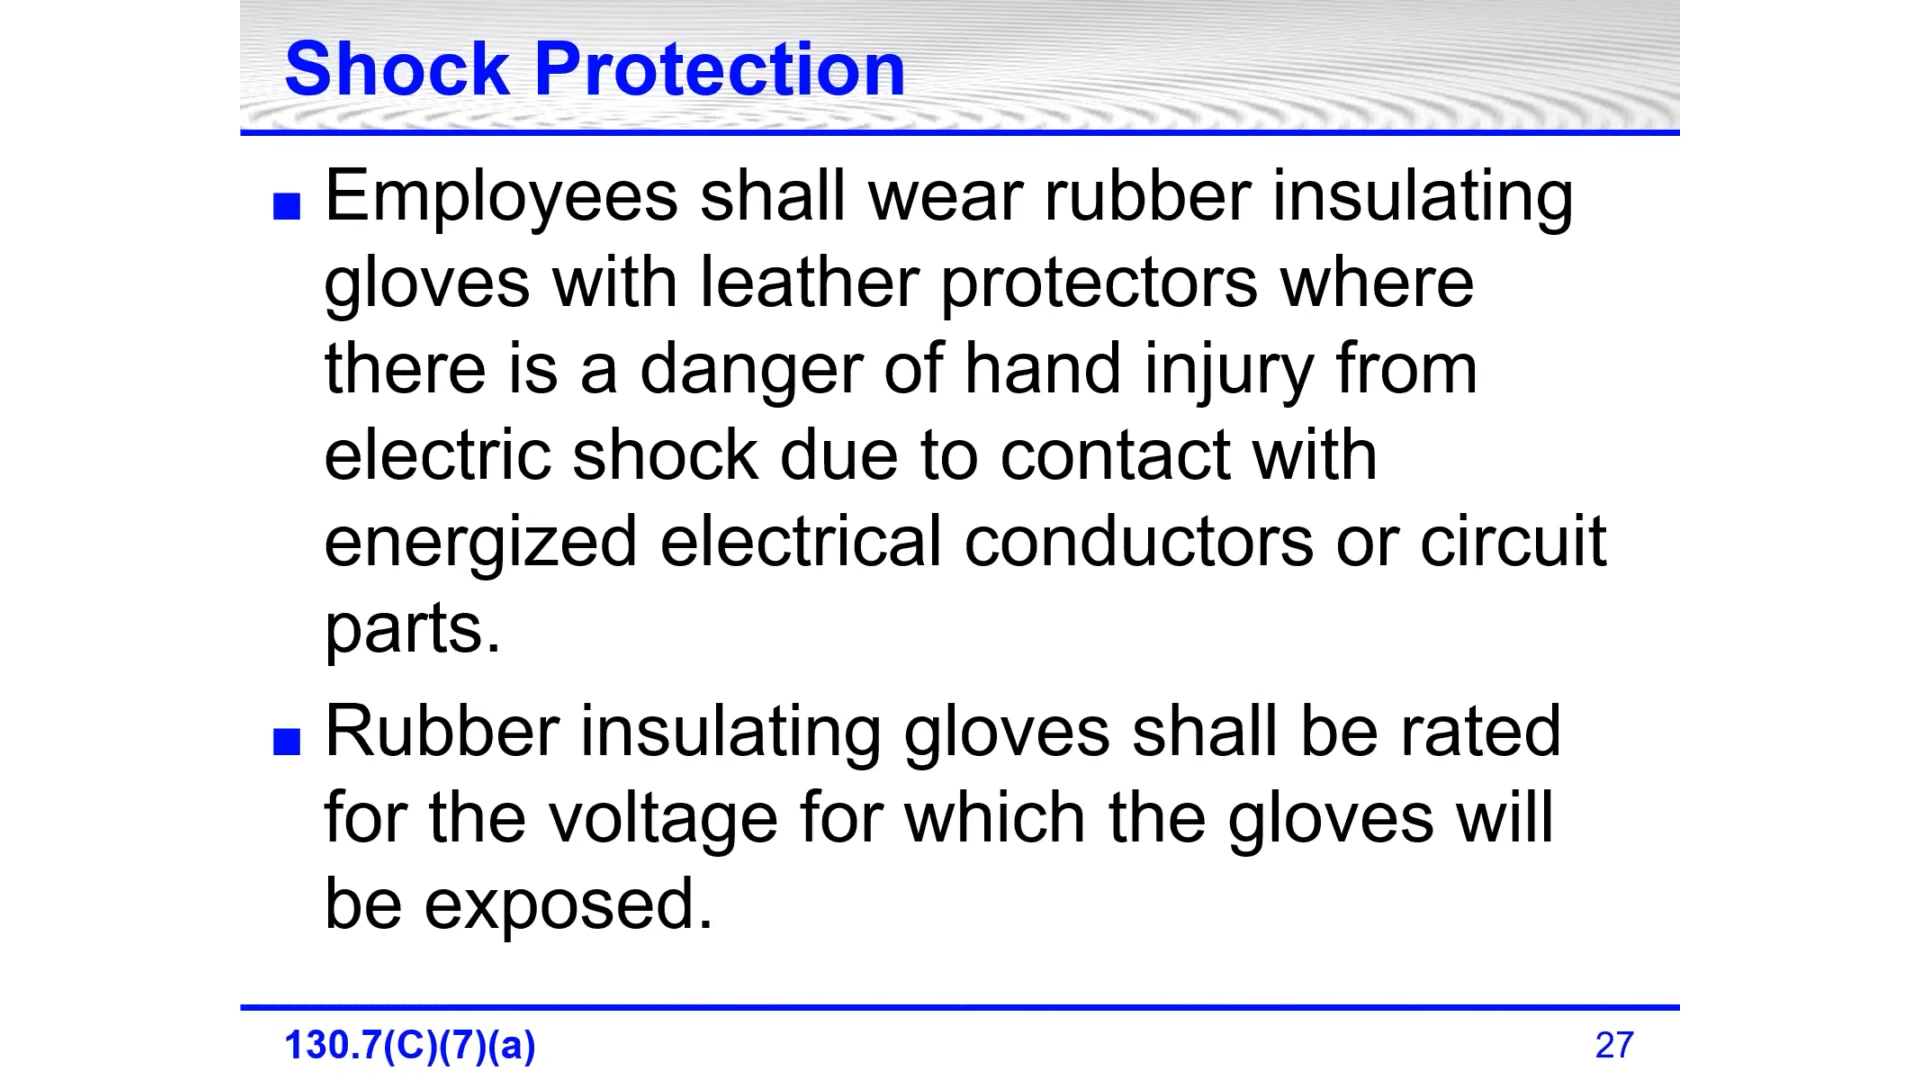 Shock Protection
Employees shall wear rubber insulating
gloves with leather protectors where
there is a danger of hand injury from
electric shock due to contact with
energized electrical conductors or circuit
parts.
Rubber insulating gloves shall be rated
for the voltage for which the gloves will
be exposed.
130.7(C)(7)(a)
27